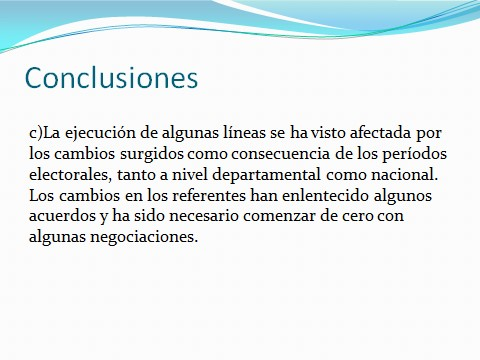 Conclusiones
c)La ejecución de algunas líneas se ha visto afectada por
los cambios surgidos como consecuencia de los períodos
electorales, tanto a nivel departamental como nacional.
Los cambios en los referentes han enlentecido algunos
acuerdos y ha sido necesario comenzar de cero con
algunas negociaciones.